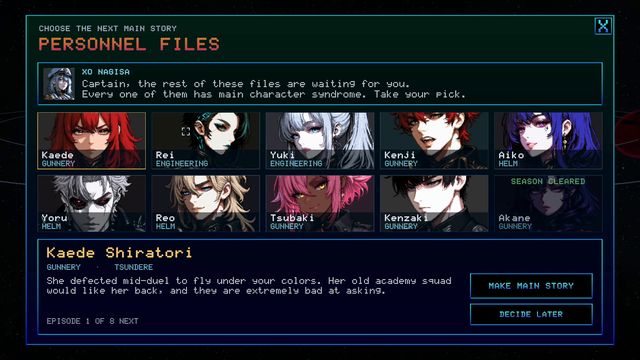 CHOOSE THE NEXT MAIN STORY
PERSONNEL FILES
X
XO NAGISA
Captain, the rest of these files are waiting for you.
Every one of them has main character syndrome. Take your pick.
Kaede
GUNNERY
Rei
ENGINEERING
Yuki
ENGINEERING
Kenji
GUNNERY
Aiko
HELM
Yoru
HELM
Reo
HELM
Tsubaki
GUNNERY
Kenzaki
GUNNERY
SEASON CLEARED
Akane
GUNNERY
Kaede Shiratori
GUNNERY · TSUNDERE
She defected mid-duel to fly under your colors. Her old academy squad
would like her back, and they are extremely bad at asking.
EPISODE 1 OF 8 NEXT
MAKE MAIN STORY
DECIDE LATER